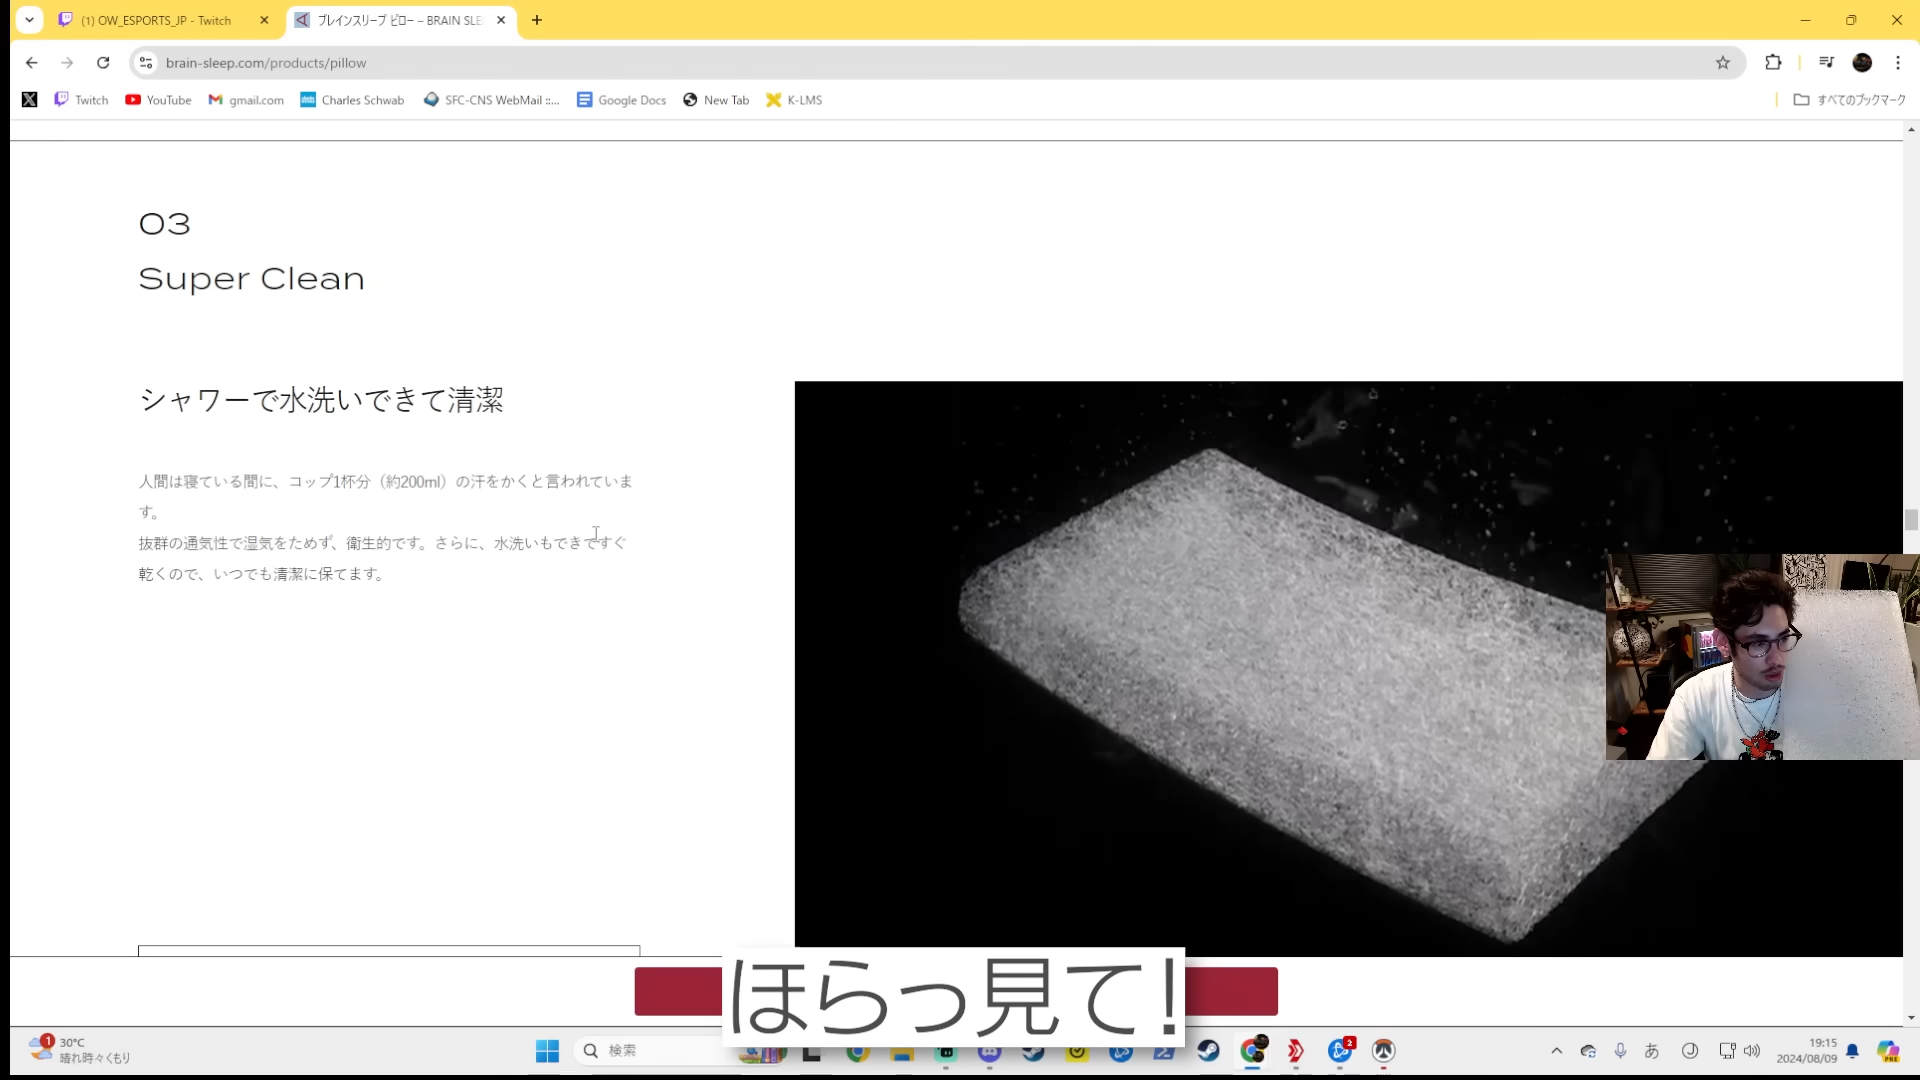 (1) OW_ESPORTS_JP - Twitch
ブレインスリープ ピロー – BRAIN SLE
brain-sleep.com/products/pillow
Twitch
YouTube
gmail.com
Charles Schwab
SFC-CNS WebMail ::...
Google Docs
New Tab
K-LMS
すべてのブックマーク
03
Super Clean
シャワーで水洗いできて清潔
人間は寝ている間に、コップ1杯分（約200ml）の汗をかくと言われていま
す。
抜群の通気性で湿気をためず、衛生的です。さらに、水洗いもできてすぐ
乾くので、いつでも清潔に保てます。
ほらっ見て!
1
30°C
晴れ時々くもり
検索
2
あ
19:15
2024/08/09